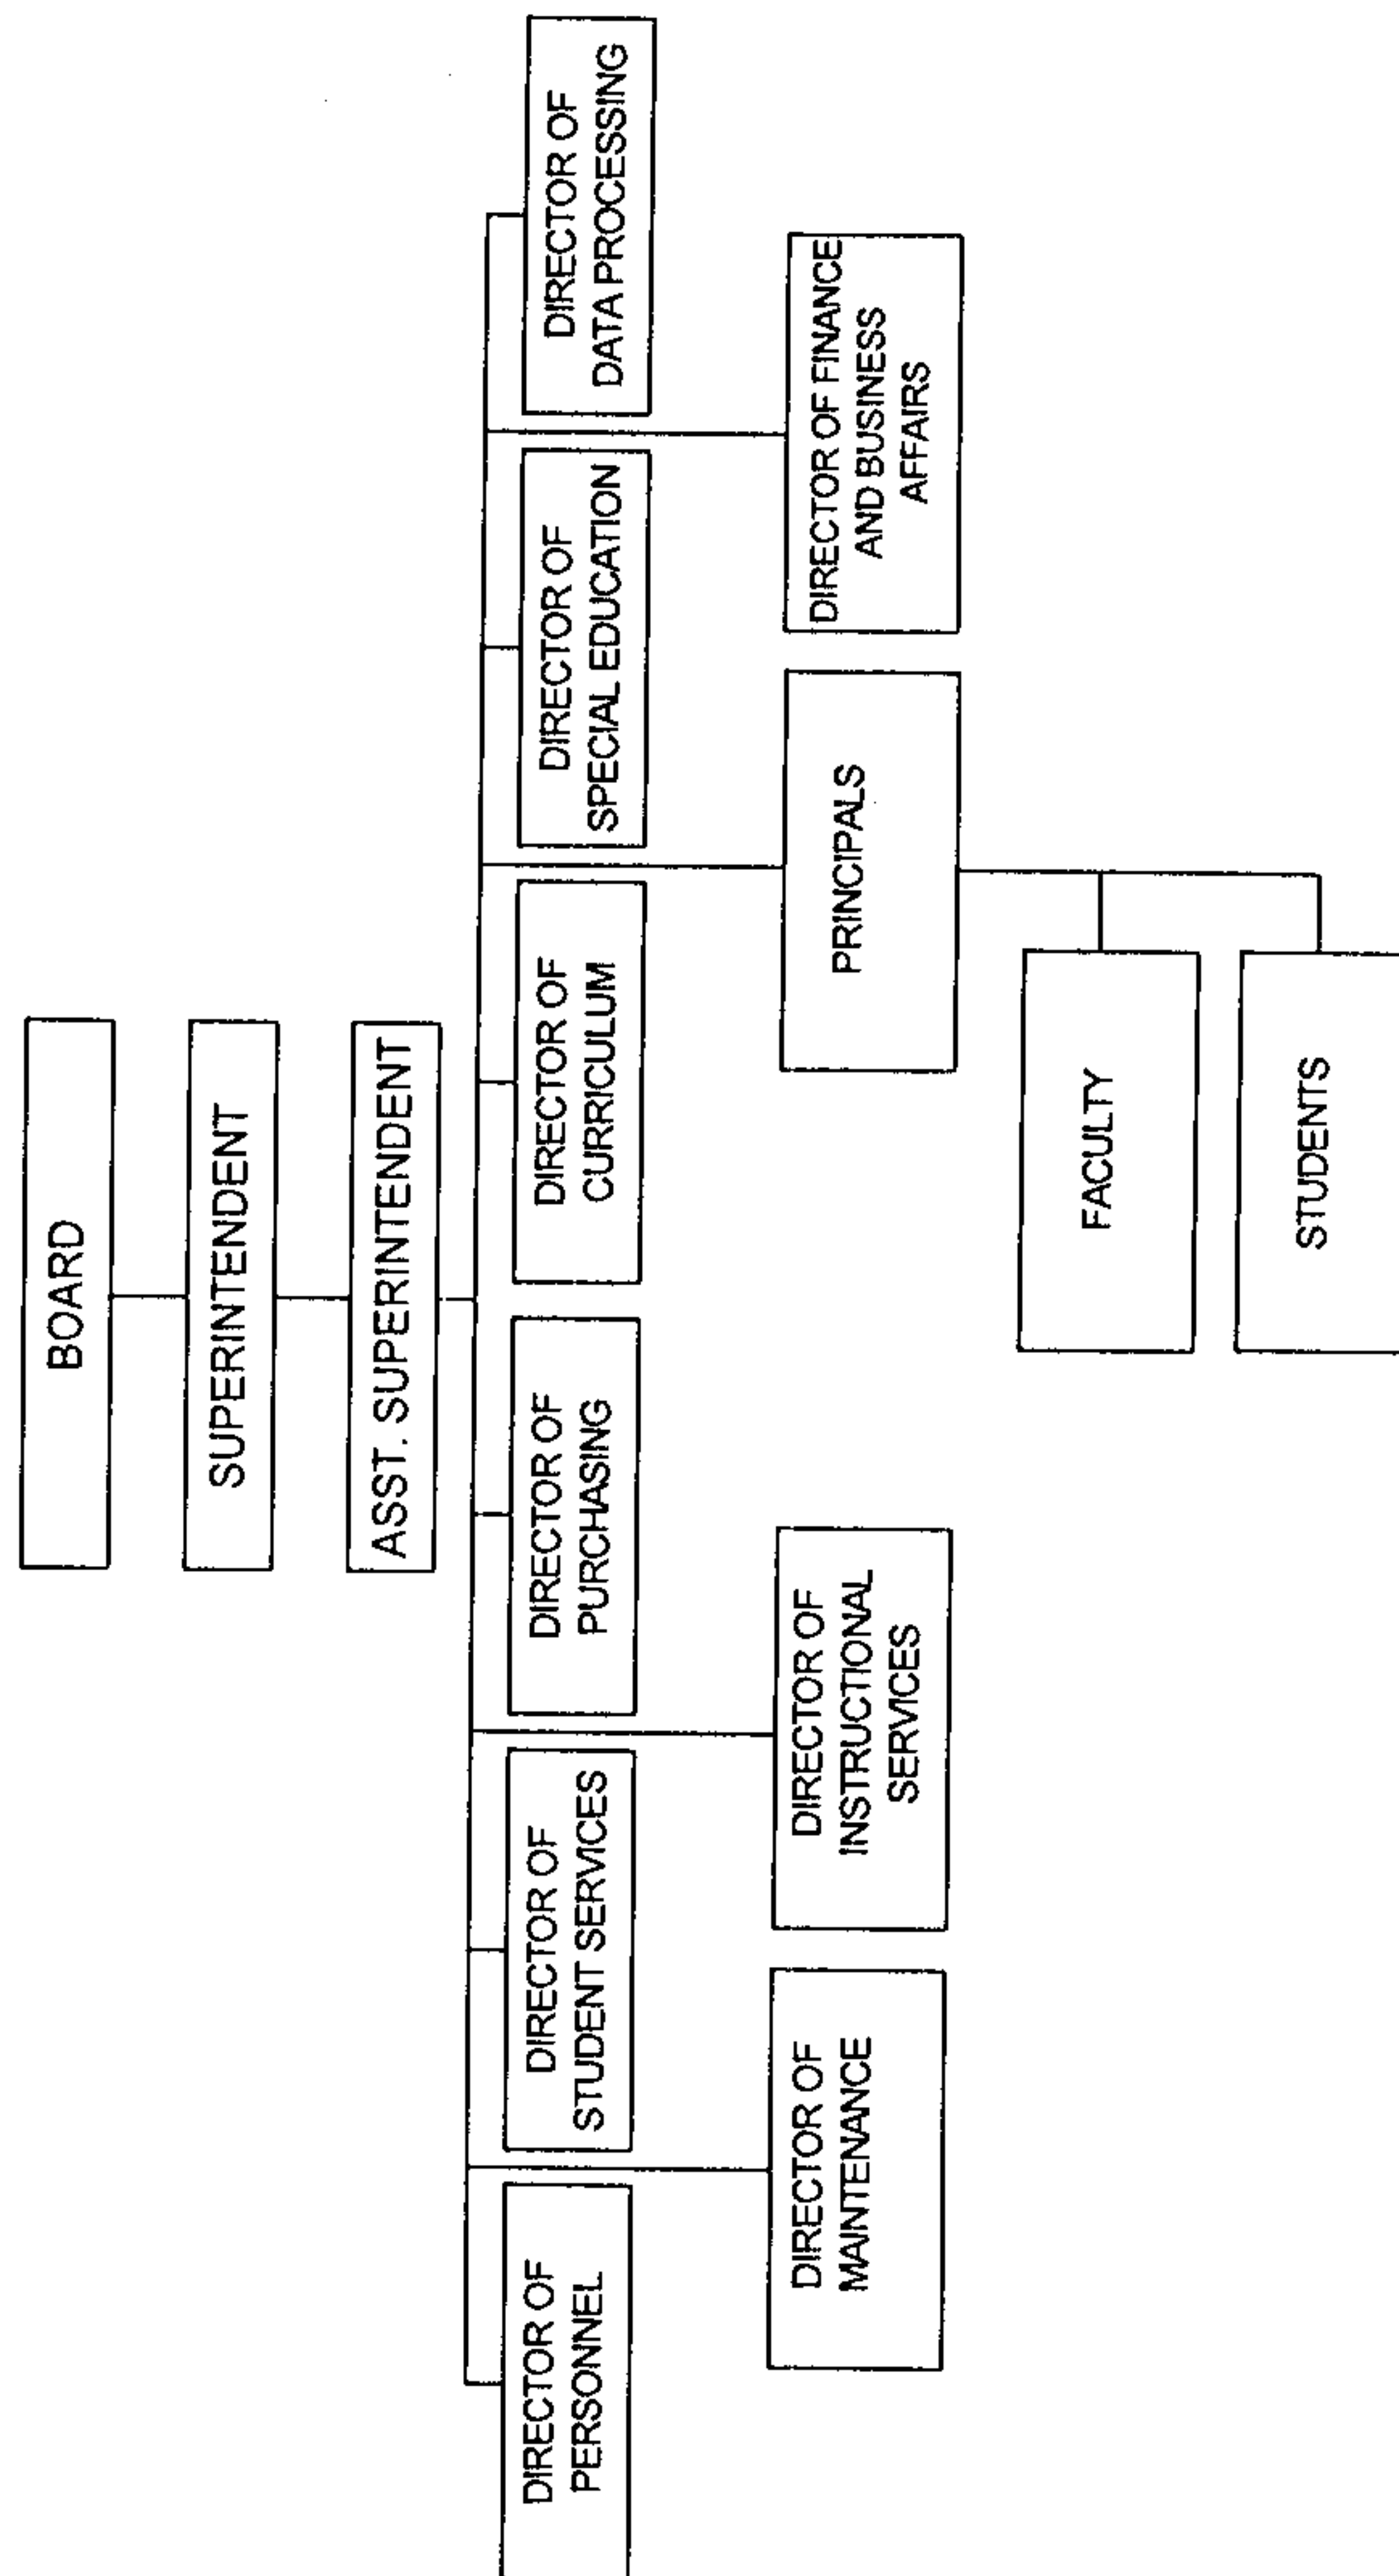 BOARD
SUPERINTENDENT
ASST. SUPERINTENDENT
DIRECTOR OF
PERSONNEL
DIRECTOR OF
STUDENT SERVICES
DIRECTOR OF
PURCHASING
DIRECTOR OF
CURRICULUM
DIRECTOR OF
SPECIAL EDUCATION
DIRECTOR OF
DATA PROCESSING
DIRECTOR OF
MAINTENANCE
DIRECTOR OF
INSTRUCTIONAL
SERVICES
PRINCIPALS
DIRECTOR OF FINANCE
AND BUSINESS
AFFAIRS
FACULTY
STUDENTS